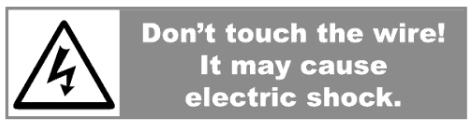 Don't touch the wire!
It may cause
electric shock.